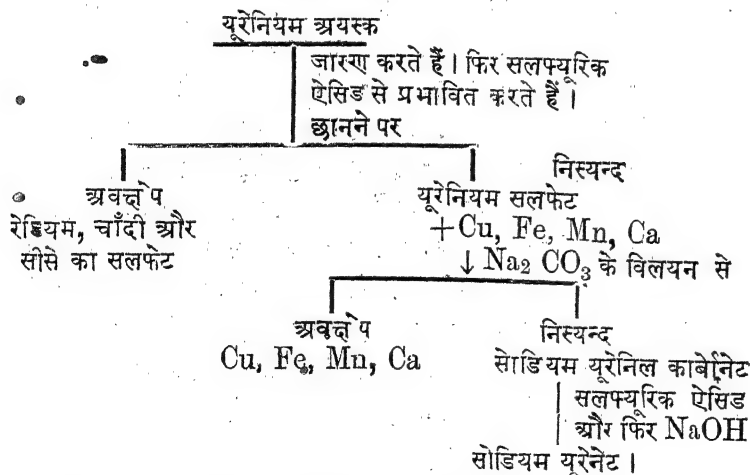 यूरेनियम अयस्क
जारण करते हैं। फिर सलफ्यूरिक
ऐसिड से प्रभावित करते हैं।
छानने पर
अवक्षेप
रेडियम, चाँदी और
सीसे का सलफेट
निस्यन्द
यूरेनियम सलफेट
+Cu, Fe, Mn, Ca
↓ Na₂ CO₃ के विलयन से
अवक्षेप
Cu, Fe, Mn, Ca
निस्यन्द
सोडियम यूरेनिल कार्बोनेट
सलफ्यूरिक ऐसिड
और फिर NaOH
सोडियम यूरेनेट।